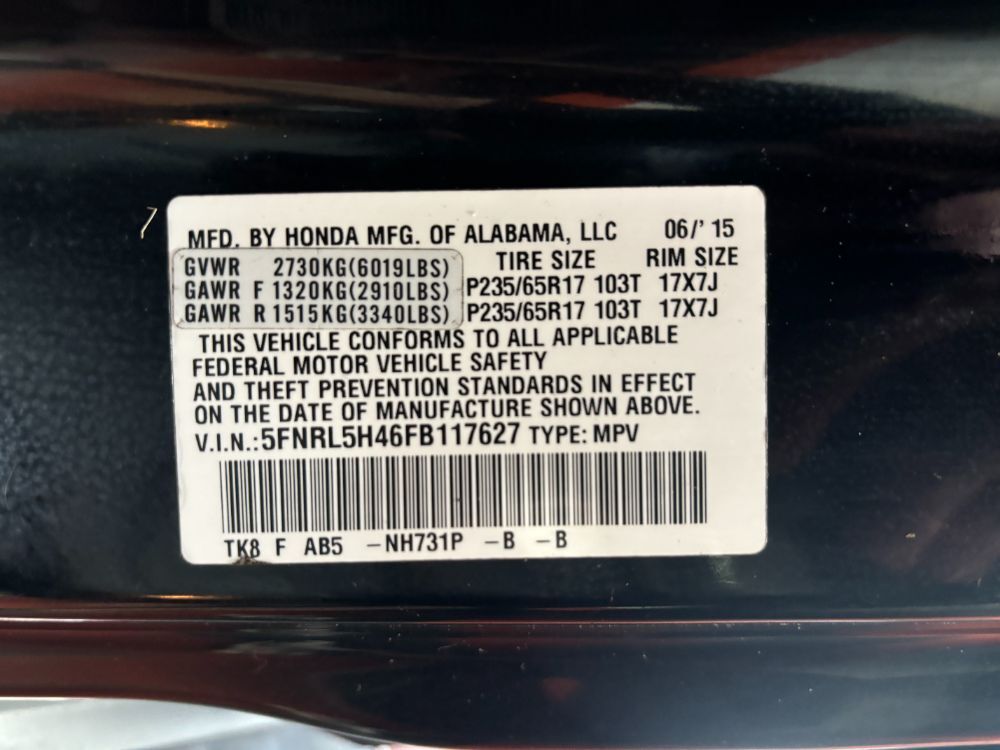 MFD. BY HONDA MFG. OF ALABAMA, LLC 06/' 15
GVWR 2730KG(6019LBS) TIRE SIZE RIM SIZE
GAWR F 1320KG(2910LBS) P235/65R17 103T 17X7J
GAWR R 1515KG(3340LBS) P235/65R17 103T 17X7J
THIS VEHICLE CONFORMS TO ALL APPLICABLE
FEDERAL MOTOR VEHICLE SAFETY
AND THEFT PREVENTION STANDARDS IN EFFECT
ON THE DATE OF MANUFACTURE SHOWN ABOVE.
V.I.N.:5FNRL5H46FB117627 TYPE: MPV
TK8 F AB5 -NH731P -B -B